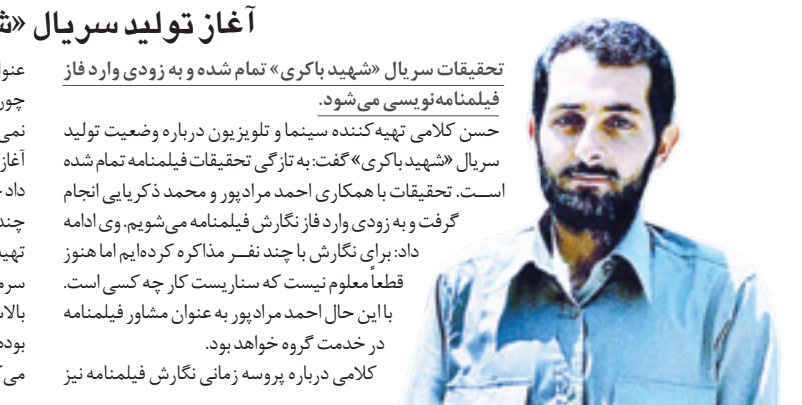 آغاز تولید سریال
تحقیقات سریال «شهید باکری» تمام شده و به زودی وارد فاز
فیلمنامه‌نویسی می‌شود.
حسن کلامی تهیه‌کننده سینما و تلویزیون درباره وضعیت تولید
سریال «شهید باکری» گفت: به تازگی تحقیقات فیلمنامه تمام شده
است. تحقیقات با همکاری احمد مرادپور و محمد ذکریایی انجام
گرفت و به زودی وارد فاز نگارش فیلمنامه می‌شویم. وی ادامه
داد: برای نگارش با چند نفر مذاکره کرده‌ایم اما هنوز
قطعاً معلوم نیست که سناریست کار چه کسی است.
با این حال احمد مرادپور به عنوان مشاور فیلمنامه
در خدمت گروه خواهد بود.
کلامی درباره پروسه زمانی نگارش فیلمنامه نیز
چند